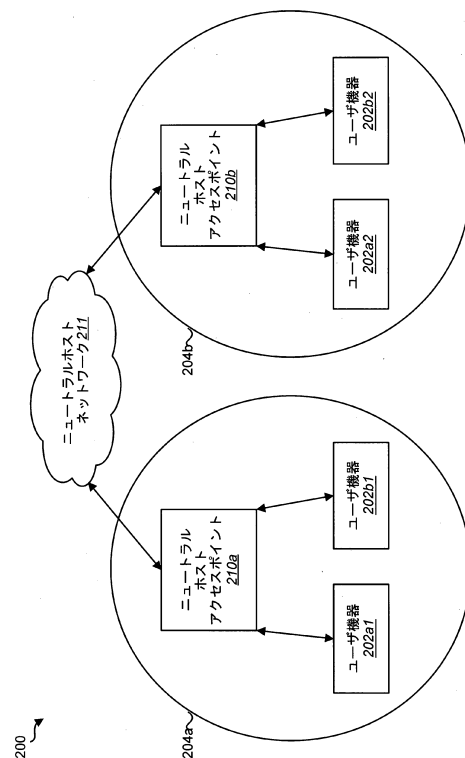 200
ニュートラルホスト
ネットワーク211
204a
ニュートラル
ホスト
アクセスポイント
210a
ユーザ機器
202a1
ユーザ機器
202b1
204b
ニュートラル
ホスト
アクセスポイント
210b
ユーザ機器
202a2
ユーザ機器
202b2